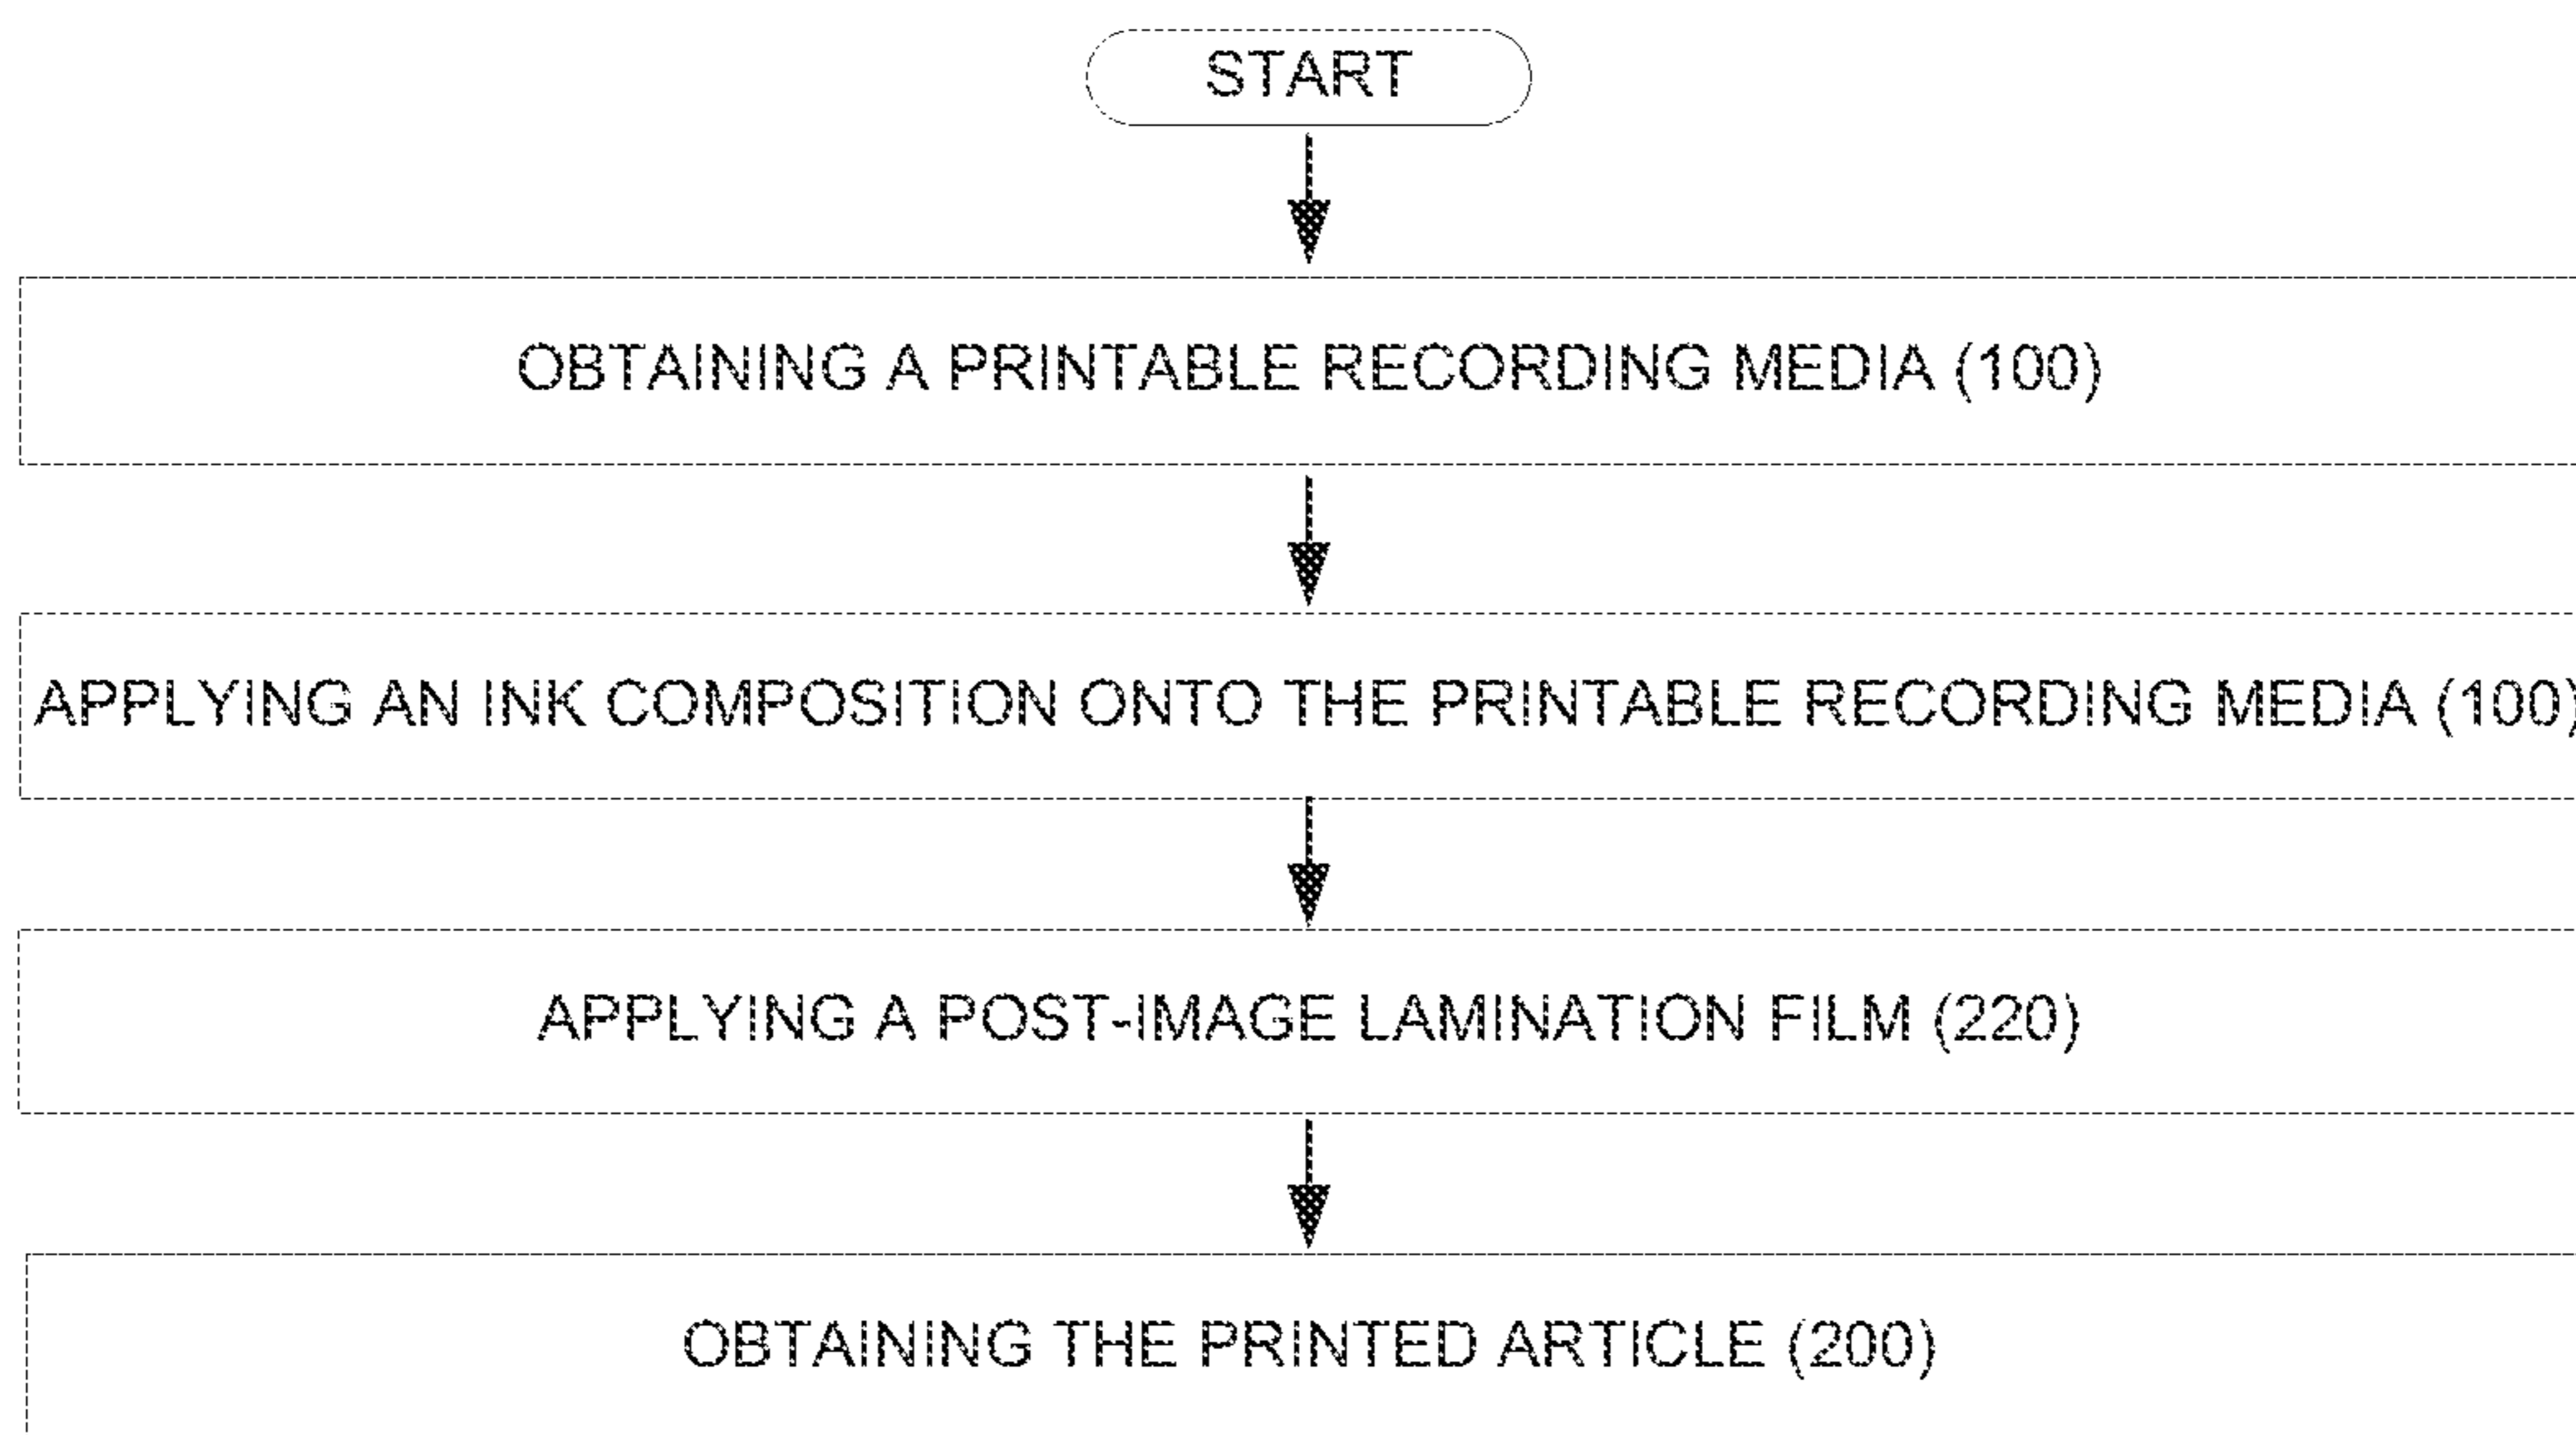 START
OBTAINING A PRINTABLE RECORDING MEDIA (100)
APPLYING AN INK COMPOSITION ONTO THE PRINTABLE RECORDING MEDIA (100)
APPLYING A POST-IMAGE LAMINATION FILM (220)
OBTAINING THE PRINTED ARTICLE (200)